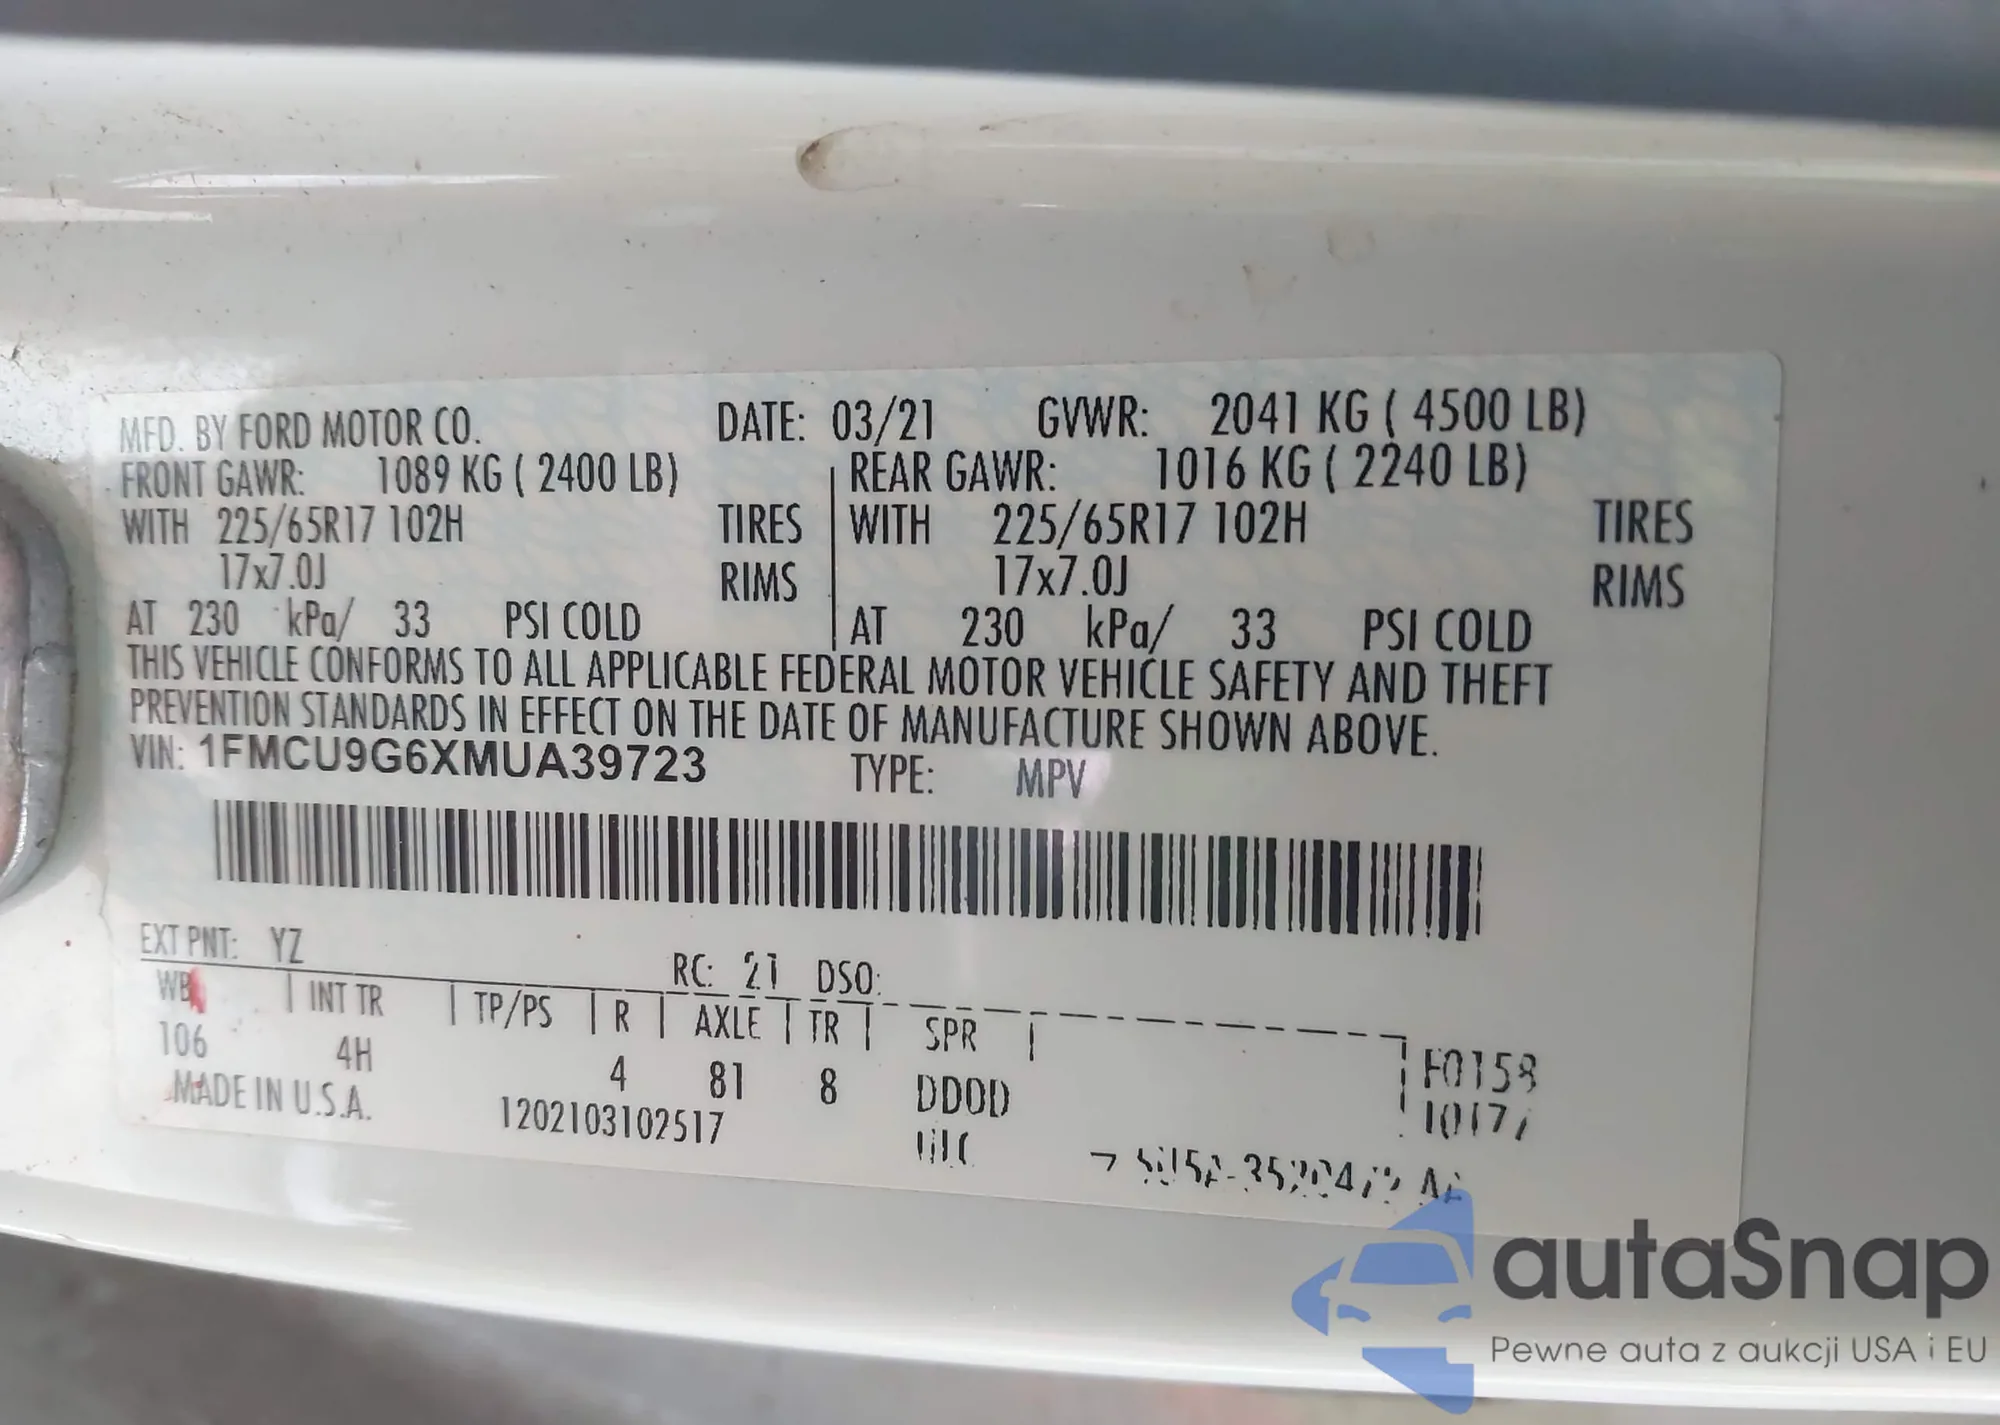 MFD. BY FORD MOTOR CO. DATE: 03/21 GVWR: 2041 KG ( 4500 LB)
FRONT GAWR: 1089 KG ( 2400 LB) REAR GAWR: 1016 KG ( 2240 LB)
WITH 225/65R17 102H TIRES WITH 225/65R17 102H TIRES
17x7.0J RIMS 17x7.0J RIMS
AT 230 kPa/ 33 PSI COLD AT 230 kPa/ 33 PSI COLD
THIS VEHICLE CONFORMS TO ALL APPLICABLE FEDERAL MOTOR VEHICLE SAFETY AND THEFT
PREVENTION STANDARDS IN EFFECT ON THE DATE OF MANUFACTURE SHOWN ABOVE.
VIN: 1FMCU9G6XMUA39723 TYPE: MPV
EXT PNT: YZ RC: 21 DSO:
WB INT TR TP/PS R AXLE TR SPR
106 4H 4 81 8 DDOD F0158
MADE IN U.S.A. 1202103102517
autaSnap
Pewne auta z aukcji USA i EU